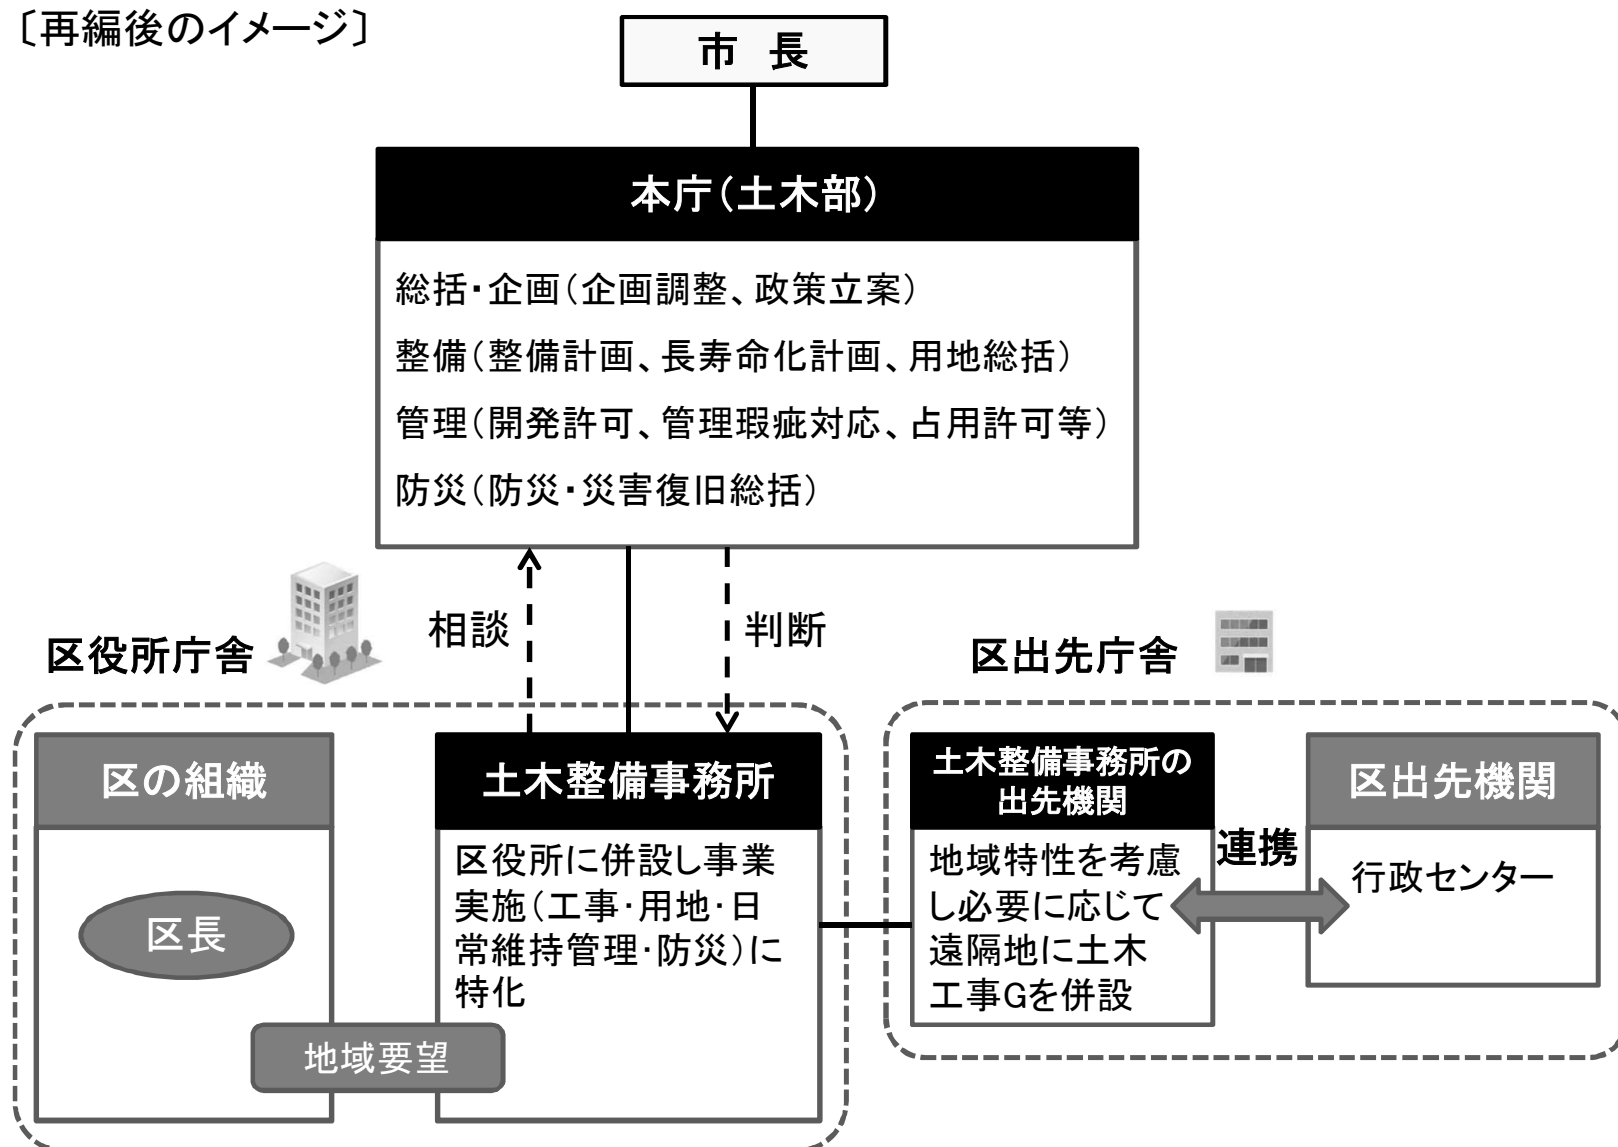 〔再編後のイメージ〕
市 長
本庁(土木部)
総括・企画(企画調整、政策立案)
整備(整備計画、長寿命化計画、用地総括)
管理(開発許可、管理瑕疵対応、占用許可等)
防災(防災・災害復旧総括)
相談
判断
区役所庁舎
区の組織
区長
土木整備事務所
区役所に併設し事業
実施(工事・用地・日
常維持管理・防災)に
特化
地域要望
区出先庁舎
土木整備事務所の
出先機関
地域特性を考慮
し必要に応じて
遠隔地に土木
工事Gを併設
連携
区出先機関
行政センター